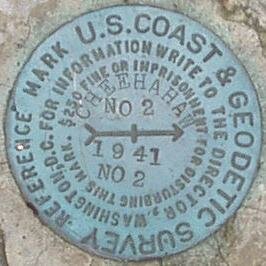 U.S. COAST & GEODETIC SURVEY REFERENCE MARK
FOR INFORMATION WRITE TO THE DIRECTOR, WASHINGTON, D.C.
$250 FINE OR IMPRISONMENT FOR DISTURBING THIS MARK.
CHEEHAHAW
NO 2
1941
NO 2